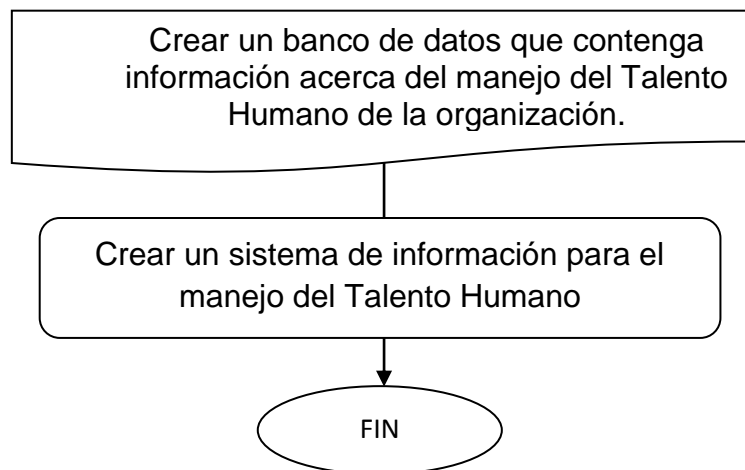 Crear un banco de datos que contenga
información acerca del manejo del Talento
Humano de la organización.
Crear un sistema de información para el
manejo del Talento Humano
FIN